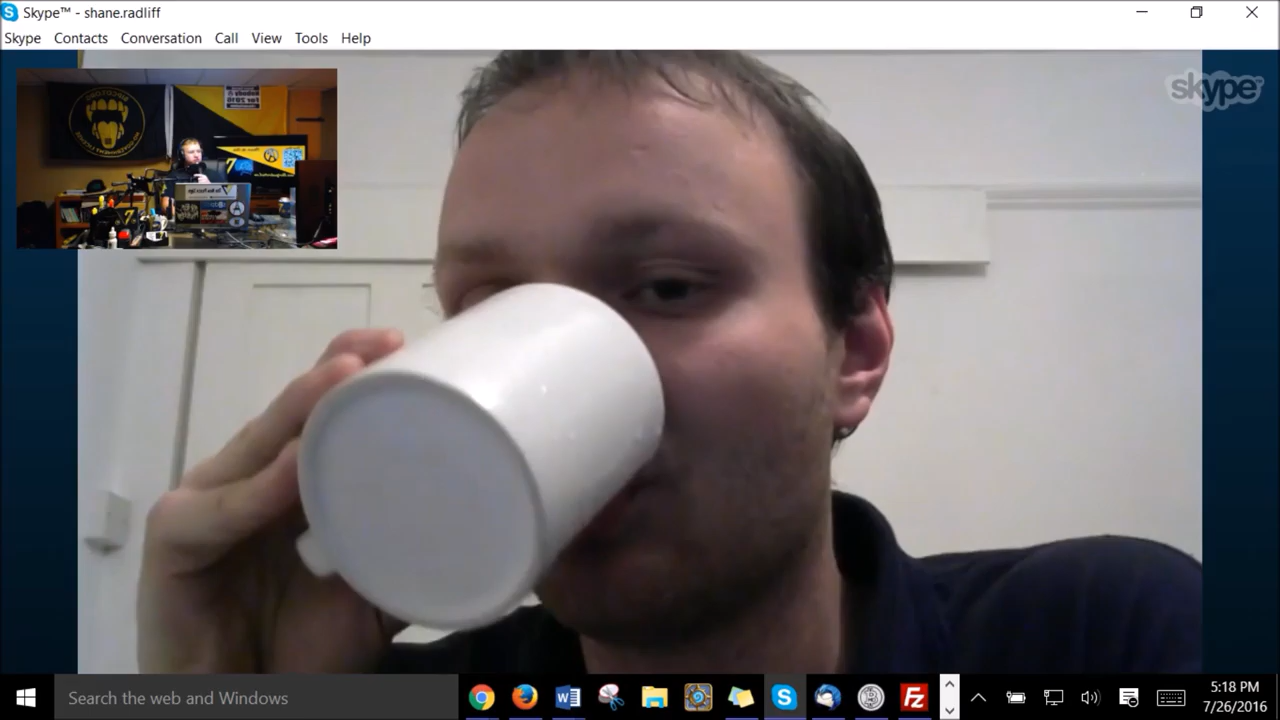 Skype™ - shane.radliff
Skype Contacts Conversation Call View Tools Help
skype
Search the web and Windows
5:18 PM
7/26/2016